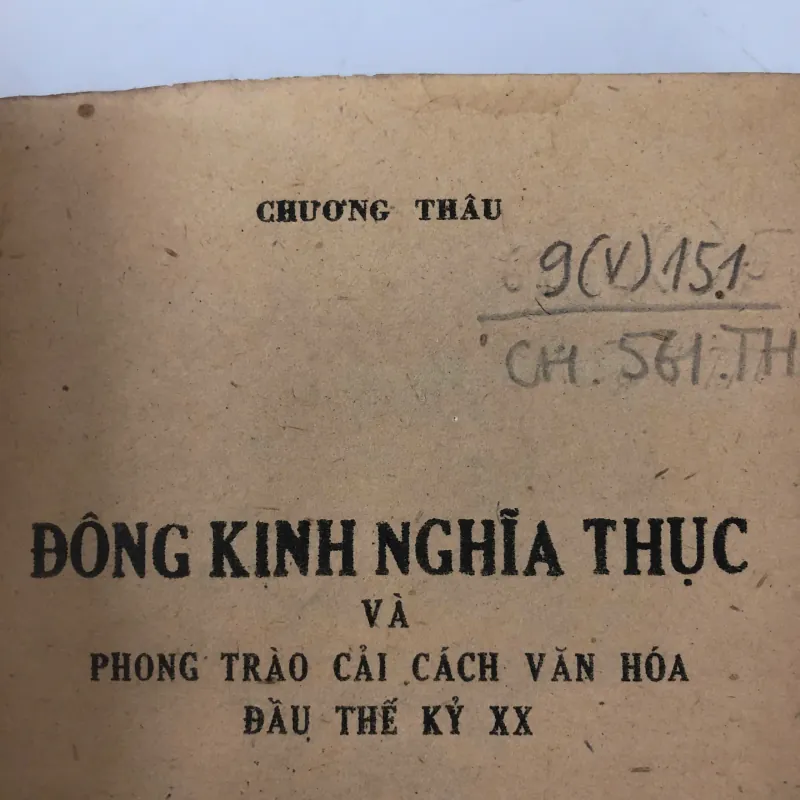 CHƯƠNG THÂU
9(V)151
CH.561.TH
ĐÔNG KINH NGHĨA THỤC
VÀ
PHONG TRÀO CẢI CÁCH VĂN HÓA
ĐẦU THẾ KỶ XX